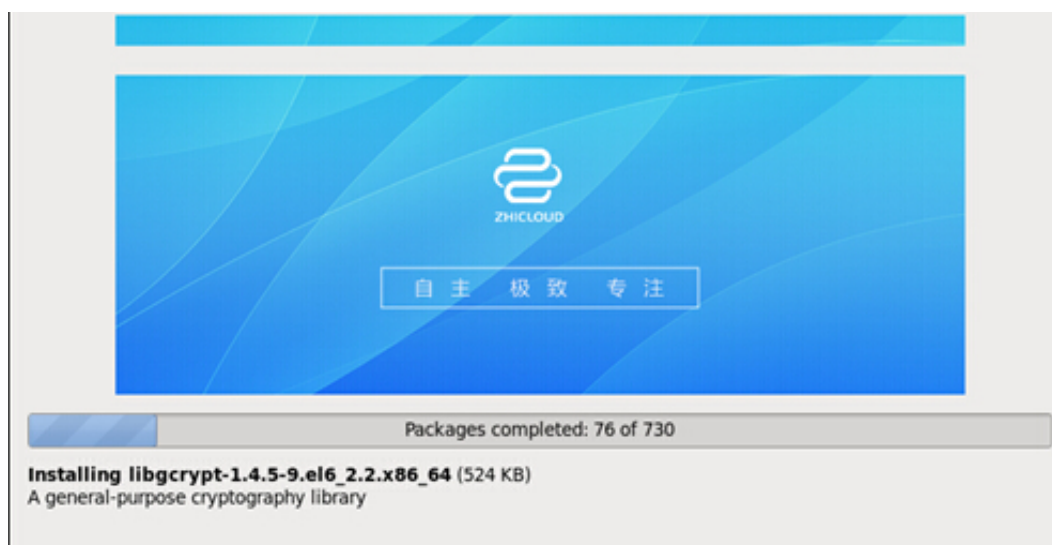 ZHICLOUD
自主 极致 专注
Packages completed: 76 of 730
Installing libgcrypt-1.4.5-9.el6_2.2.x86_64 (524 KB)
A general-purpose cryptography library